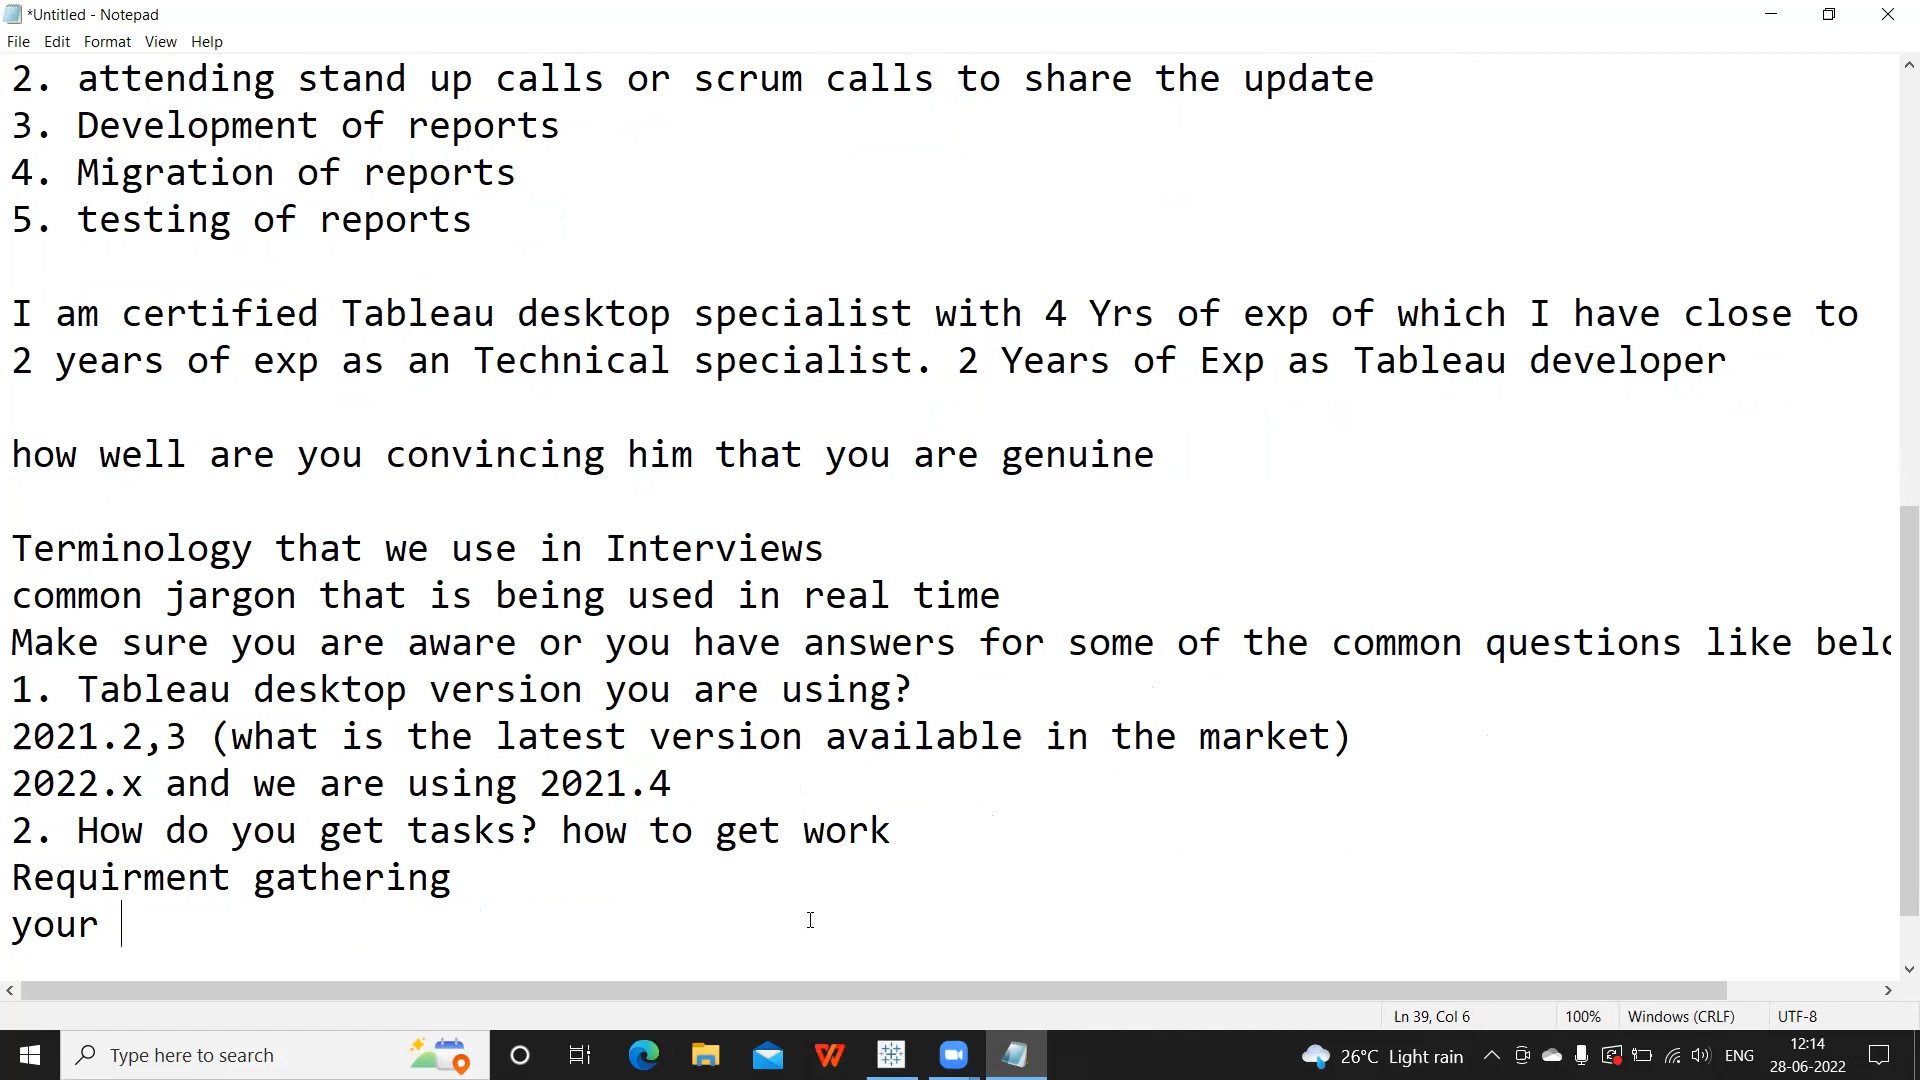 *Untitled - Notepad
File Edit Format View Help
2. attending stand up calls or scrum calls to share the update
3. Development of reports
4. Migration of reports
5. testing of reports
I am certified Tableau desktop specialist with 4 Yrs of exp of which I have close to
2 years of exp as an Technical specialist. 2 Years of Exp as Tableau developer
how well are you convincing him that you are genuine
Terminology that we use in Interviews
common jargon that is being used in real time
Make sure you are aware or you have answers for some of the common questions like belo
1. Tableau desktop version you are using?
2021.2,3 (what is the latest version available in the market)
2022.x and we are using 2021.4
2. How do you get tasks? how to get work
Requirment gathering
your
Ln 39, Col 6 100% Windows (CRLF) UTF-8
Type here to search 26°C Light rain ENG 12:14
28-06-2022